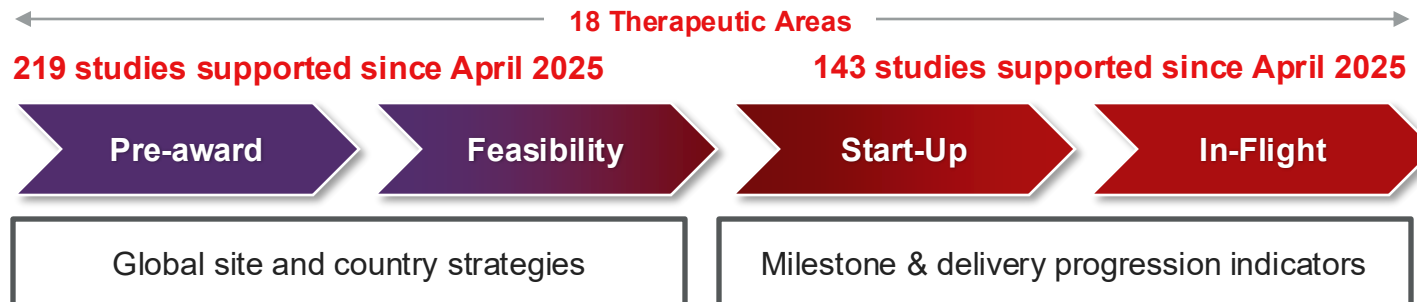 18 Therapeutic Areas
219 studies supported since April 2025
143 studies supported since April 2025
Pre-award
Feasibility
Start-Up
In-Flight
Global site and country strategies
Milestone & delivery progression indicators